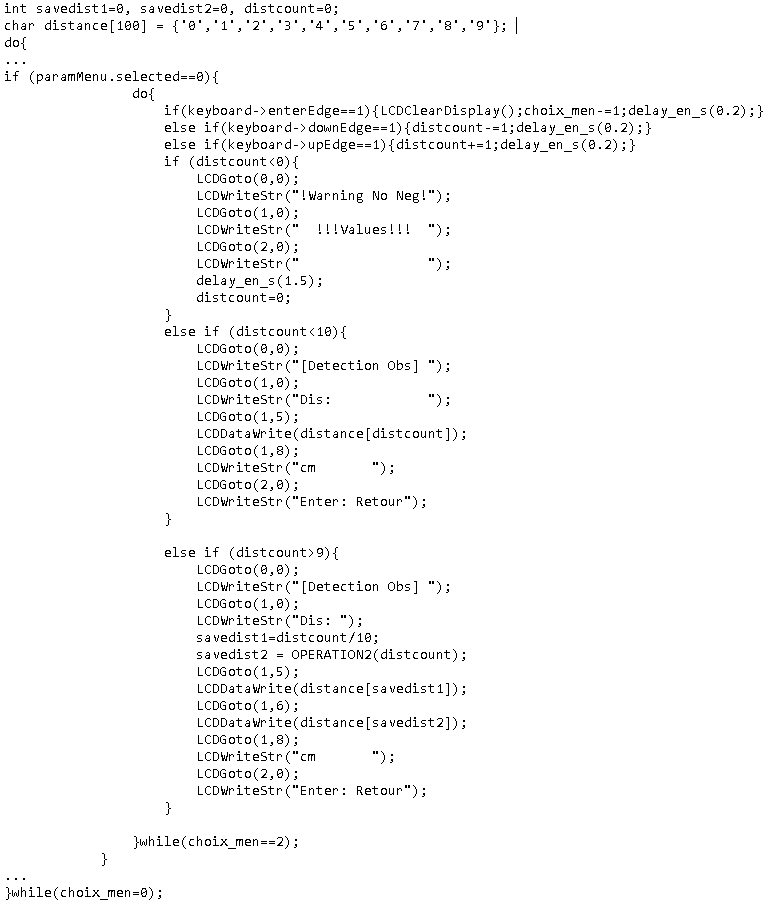 int savedist1=0, savedist2=0, distcount=0;
char distance[100] = {'0','1','2','3','4','5','6','7','8','9'};
do{
...
if (paramMenu.selected==0){
do{
if(keyboard->enterEdge==1){LCDClearDisplay();choix_men-=1;delay_en_s(0.2);}
else if(keyboard->downEdge==1){distcount-=1;delay_en_s(0.2);}
else if(keyboard->upEdge==1){distcount+=1;delay_en_s(0.2);}
if (distcount<0){
LCDGoto(0,0);
LCDWriteStr("!Warning No Neg!");
LCDGoto(1,0);
LCDWriteStr("  !!!Values!!!  ");
LCDGoto(2,0);
LCDWriteStr("                ");
delay_en_s(1.5);
distcount=0;
}
else if (distcount<10){
LCDGoto(0,0);
LCDWriteStr("[Detection Obs] ");
LCDGoto(1,0);
LCDWriteStr("Dis:            ");
LCDGoto(1,5);
LCDDataWrite(distance[distcount]);
LCDGoto(1,8);
LCDWriteStr("cm       ");
LCDGoto(2,0);
LCDWriteStr("Enter: Retour");
}
else if (distcount>9){
LCDGoto(0,0);
LCDWriteStr("[Detection Obs] ");
LCDGoto(1,0);
LCDWriteStr("Dis: ");
savedist1=distcount/10;
savedist2 = OPERATION2(distcount);
LCDGoto(1,5);
LCDDataWrite(distance[savedist1]);
LCDGoto(1,6);
LCDDataWrite(distance[savedist2]);
LCDGoto(1,8);
LCDWriteStr("cm       ");
LCDGoto(2,0);
LCDWriteStr("Enter: Retour");
}
}while(choix_men==2);
}
...
}while(choix_men=0);